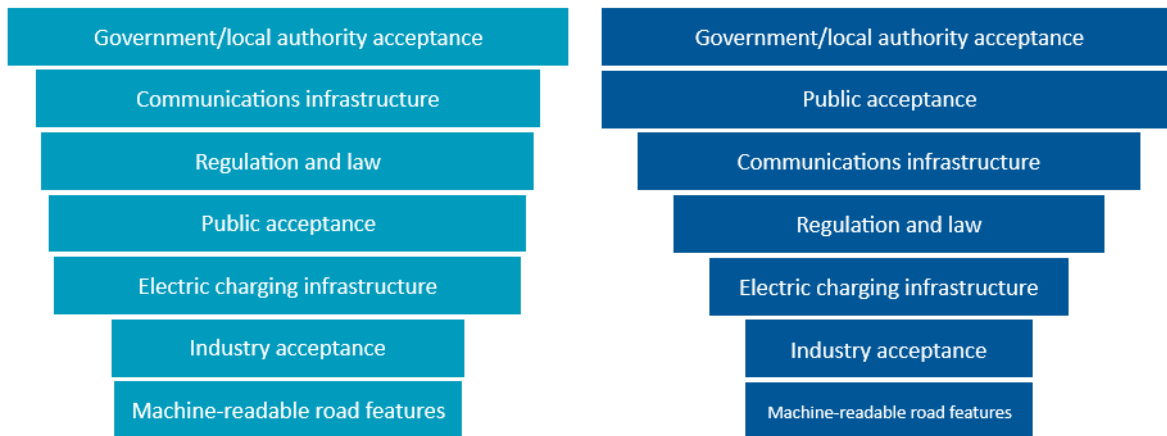 Government/local authority acceptance
Communications infrastructure
Regulation and law
Public acceptance
Electric charging infrastructure
Industry acceptance
Machine-readable road features
Government/local authority acceptance
Public acceptance
Communications infrastructure
Regulation and law
Electric charging infrastructure
Industry acceptance
Machine-readable road features